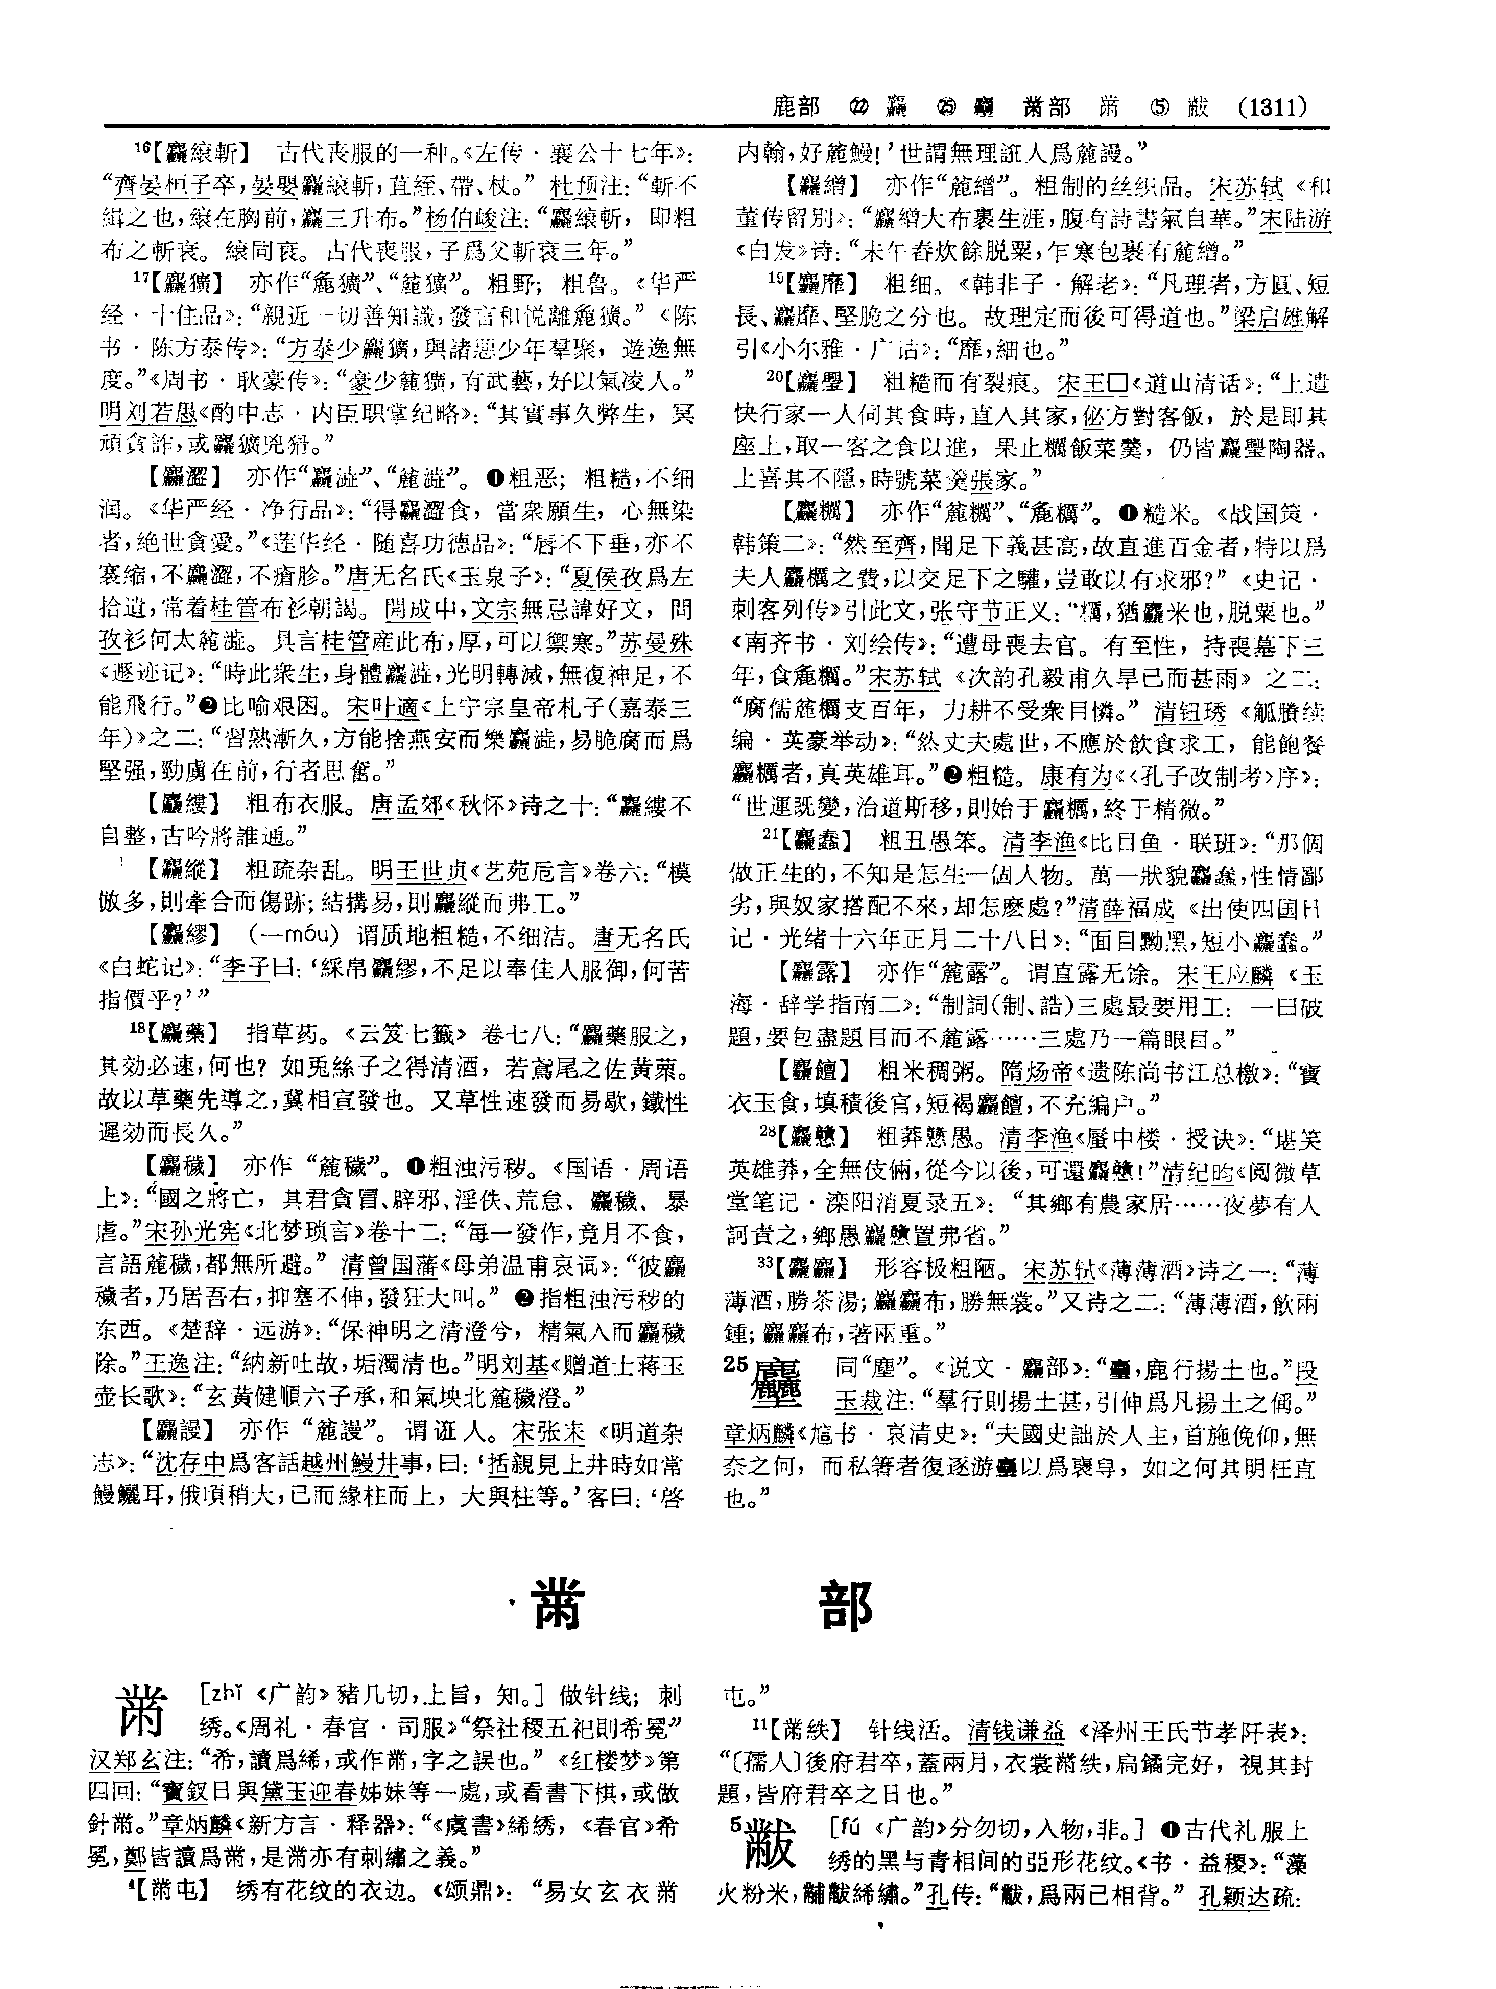 鹿部 ㉒ 麤 ㉕ 黹部 黹 ⑤ 黻 (1311)
16【麤縗斬】 古代丧服的一种。《左传·襄公十七年》：
“齊晏桓子卒，晏嬰麤縗斬，苴絰、帶、杖。”杜预注：“斬不
緝之也，縗在胸前，麤三升布。”杨伯峻注：“麤縗斬，即粗
布之斬衰。縗同衰。古代丧服，子爲父斬衰三年。”
17【麤獷】 亦作“麁獷”、“麄獷”。粗野；粗鲁。《华严
经·十住品》：“親近一切善知識，發言和悦離麁獷。”《陈
书·陈方泰传》：“方泰少麤獷，與諸惡少年羣聚，遊逸無
度。”《周书·耿豪传》：“豪少麄獷，有武藝，好以氣凌人。”
明刘若愚《酌中志·内臣职掌纪略》：“其實事久弊生，冥
頑貪詐，或麤獷兇猾。”
【麤澀】 亦作“麤澁”、“麄澁”。❶粗恶；粗糙，不细
润。《华严经·净行品》：“得麤澀食，當衆願生，心無染
者，絶世貪愛。”《莲华经·随喜功德品》：“唇不下垂，亦不
褰缩，不麤澀，不瘡胗。”唐无名氏《玉泉子》：“夏侯孜爲左
拾遺，常着桂管布衫朝謁。開成中，文宗無忌諱好文，問
孜衫何太麄澁。具言桂管産此布，厚，可以禦寒。”苏曼殊
《遯迹记》：“時此衆生，身體麤澁，光明轉滅，無復神足，不
能飛行。”❷比喻艰困。宋叶適《上宁宗皇帝札子（嘉泰三
年）》之二：“習熟漸久，方能捨燕安而樂麤澁，易脆腐而爲
堅强，勁虜在前，行者思奮。”
【麤縷】 粗布衣服。唐孟郊《秋怀》诗之十：“麤縷不
自整，古吟將誰通。”
【麤縱】 粗疏杂乱。明王世贞《艺苑卮言》卷六：“模
倣多，則牽合而傷跡；結搆易，則麤縱而弗工。”
【麤繆】 （—móu）谓质地粗糙，不细洁。唐无名氏
《白蛇记》：“李子曰：‘綵帛麤繆，不足以奉佳人服御，何苦
指價乎？’”
18【麤藥】 指草药。《云笈七籤》卷七八：“麤藥服之，
其効必速，何也？如兎絲子之得清酒，若鳶尾之佐黄蘗。
故以草藥先導之，冀相宣發也。又草性速發而易歇，鐵性
遲効而長久。”
【麤穢】 亦作“麄穢”。❶粗浊污秽。《国语·周语
上》：“國之將亡，其君貪冒、辟邪、淫佚、荒怠、麤穢、暴
虐。”宋孙光宪《北梦琐言》卷十二：“每一發作，竟月不食，
言語麄穢，都無所避。”清曾国藩《母弟温甫哀词》：“彼麤
穢者，乃居吾右，抑塞不伸，發狂大叫。”❷指粗浊污秽的
东西。《楚辞·远游》：“保神明之清澄兮，精氣入而麤穢
除。”王逸注：“納新吐故，垢濁清也。”明刘基《赠道士蒋玉
壶长歌》：“玄黄健順六子承，和氣坱北麄穢澄。”
【麤謾】 亦作“麄謾”。谓诳人。宋张耒《明道杂
志》：“沈存中爲客話越州鰻井事，曰：‘括親見上井時如常
鰻鱺耳，俄頃稍大，已而緣柱而上，大與柱等。’客曰：‘啓
内翰，好麄鰻！’世謂無理誑人爲麄謾。”
【麤繒】 亦作“麄繒”。粗制的丝织品。宋苏轼《和
董传留别》：“麤繒大布裹生涯，腹有詩書氣自華。”宋陆游
《白发》诗：“未午舂炊餘脱粟，乍寒包裹有麄繒。”
19【麤靡】 粗细。《韩非子·解老》：“凡理者，方圓、短
長、麤靡、堅脆之分也。故理定而後可得道也。”梁启雄解
引《小尔雅·广诂》：“靡，細也。”
20【麤璺】 粗糙而有裂痕。宋王□《道山清话》：“上遣
快行家一人伺其食時，直入其家，佖方對客飯，於是即其
座上，取一客之食以進，果止糲飯菜羹，仍皆麤璺陶器。
上喜其不隱，時號菜羹張家。”
【麤糲】 亦作“麄糲”、“麁糲”。❶糙米。《战国策·
韩策二》：“然至齊，聞足下義甚高，故直進百金者，特以爲
夫人麤糲之費，以交足下之驩，豈敢以有求邪？”《史记·
刺客列传》引此文，张守节正义：“糲，猶麤米也，脱粟也。”
《南齐书·刘绘传》：“遭母喪去官。有至性，持喪墓下三
年，食麁糲。”宋苏轼《次韵孔毅甫久旱已而甚雨》之二：
“腐儒麄糲支百年，力耕不受衆目憐。”清钮琇《觚賸续
编·英豪举动》：“然丈夫處世，不應於飲食求工，能飽餐
麤糲者，真英雄耳。”❷粗糙。康有为《〈孔子改制考〉序》：
“世運既變，治道斯移，則始于麤糲，終于精微。”
21【麤蠢】 粗丑愚笨。清李渔《比目鱼·联班》：“那個
做正生的，不知是怎生一個人物。萬一狀貌麤蠢，性情鄙
劣，與奴家搭配不來，却怎麽處？”清薛福成《出使四国日
记·光绪十六年正月二十八日》：“面目黝黑，短小麤蠢。”
【麤露】 亦作“麄露”。谓直露无馀。宋王应麟《玉
海·辞学指南二》：“制詞（制、誥）三處最要用工：一曰破
題，要包盡題目而不麄露……三處乃一篇眼目。”
【麤饘】 粗米稠粥。隋炀帝《遗陈尚书江总檄》：“寶
衣玉食，填積後宫，短褐麤饘，不充編户。”
28【麤戇】 粗莽戆愚。清李渔《蜃中楼·授诀》：“堪笑
英雄莽，全無伎倆，從今以後，可還麤戇！”清纪昀《阅微草
堂笔记·滦阳消夏录五》：“其鄉有農家居……夜夢有人
訶責之，鄉愚麤戇置弗省。”
33【麤麤】 形容极粗陋。宋苏轼《薄薄酒》诗之一：“薄
薄酒，勝茶湯；麤麤布，勝無裳。”又诗之二：“薄薄酒，飲兩
鍾；麤麤布，著兩重。”
25 同“塵”。《说文·麤部》：“鹿行揚土也。”段
玉裁注：“羣行則揚土甚，引伸爲凡揚土之偁。”
章炳麟《訄书·哀清史》：“夫國史詘於人主，首施俛仰，無
柰之何，而私箸者復逐游以爲褒㝵，如之何其明枉直
也。”
黹 部
黹 [zhǐ《广韵》豬几切，上旨，知。] 做针线；刺
绣。《周礼·春官·司服》“祭社稷五祀則希冕”
汉郑玄注：“希，讀爲絺，或作黹，字之誤也。”《红楼梦》第
四回：“寶釵日與黛玉迎春姊妹等一處，或看書下棋，或做
針黹。”章炳麟《新方言·释器》：“《虞書》絺绣，《春官》希
冕，鄭皆讀爲黹，是黹亦有刺繡之義。”
4【黹屯】 绣有花纹的衣边。《颂鼎》：“易女玄衣黹
屯。”
11【黹紩】 针线活。清钱谦益《泽州王氏节孝阡表》：
“〔孺人〕後府君卒，蓋兩月，衣裳黹紩，扃鐍完好，視其封
題，皆府君卒之日也。”
5黻 [fú《广韵》分勿切，入物，非。] ❶古代礼服上
绣的黑与青相间的亞形花纹。《书·益稷》：“藻
火粉米，黼黻絺繡。”孔传：“黻，爲兩己相背。”孔颖达疏：